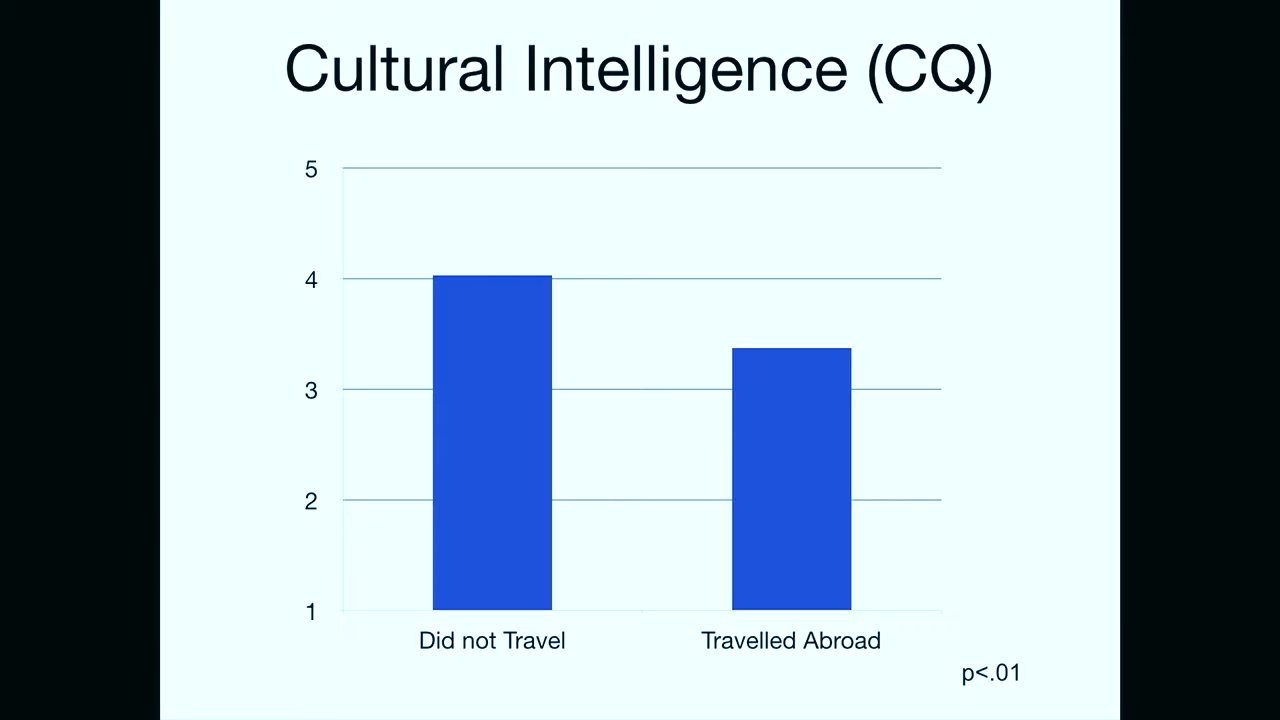 Cultural Intelligence (CQ)
5
4
3
2
1
Did not Travel
Travelled Abroad
p<.01